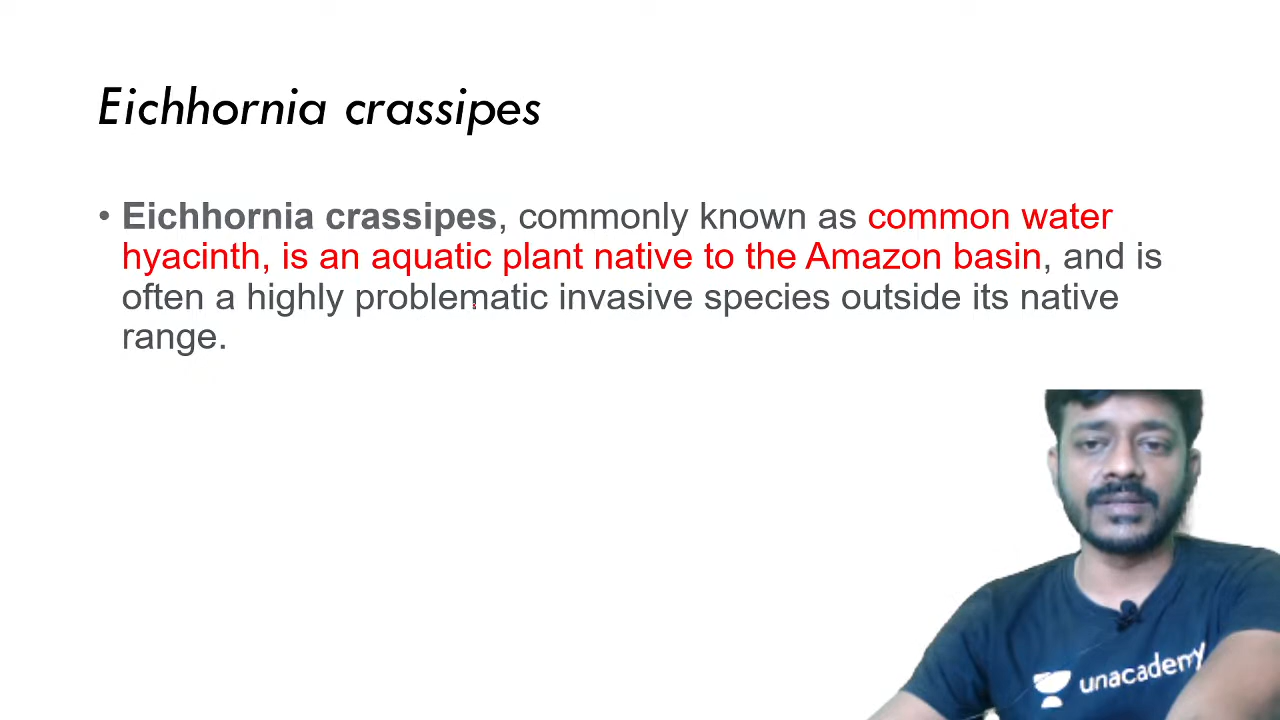 Eichhornia crassipes
• Eichhornia crassipes, commonly known as common water
hyacinth, is an aquatic plant native to the Amazon basin, and is
often a highly problematic invasive species outside its native
range.
unacademy